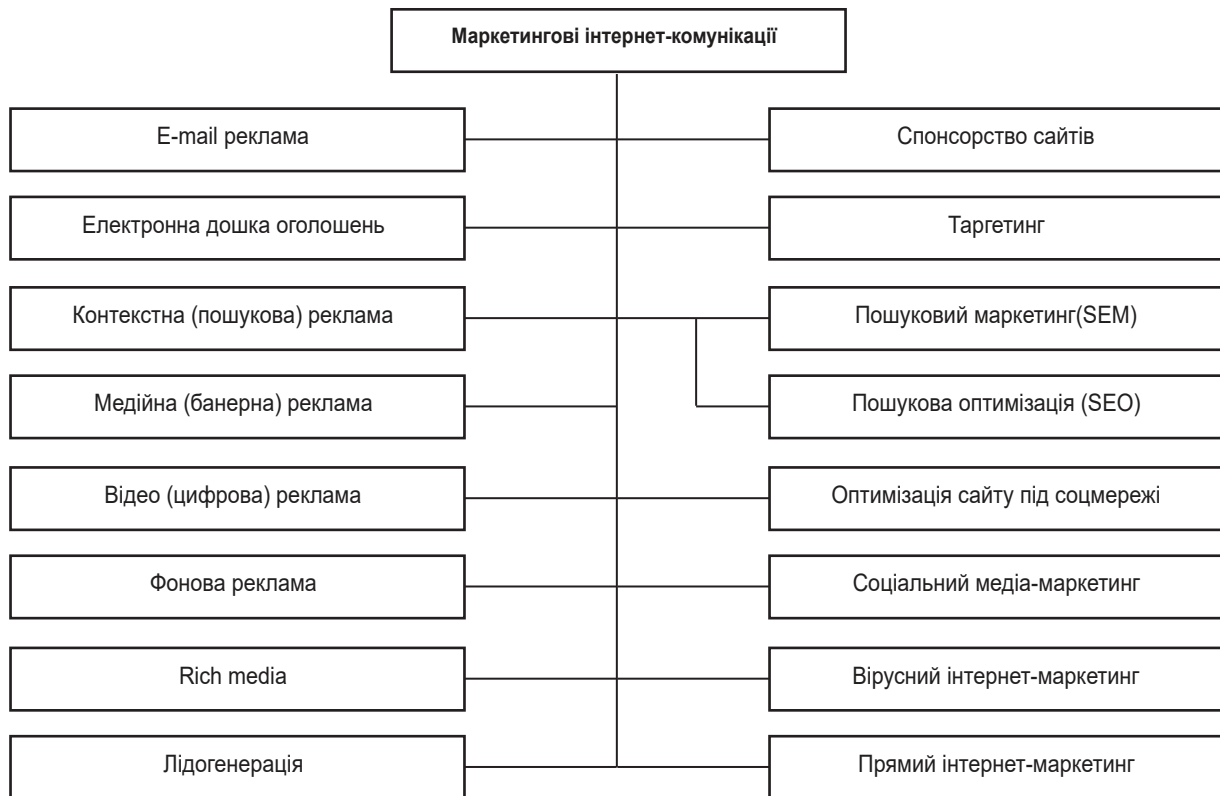 Маркетингові інтернет-комунікації
E-mail реклама
Спонсорство сайтів
Електронна дошка оголошень
Таргетинг
Контекстна (пошукова) реклама
Пошуковий маркетинг(SEM)
Медійна (банерна) реклама
Пошукова оптимізація (SEO)
Відео (цифрова) реклама
Оптимізація сайту під соцмережі
Фонова реклама
Соціальний медіа-маркетинг
Rich media
Вірусний інтернет-маркетинг
Лідогенерація
Прямий інтернет-маркетинг